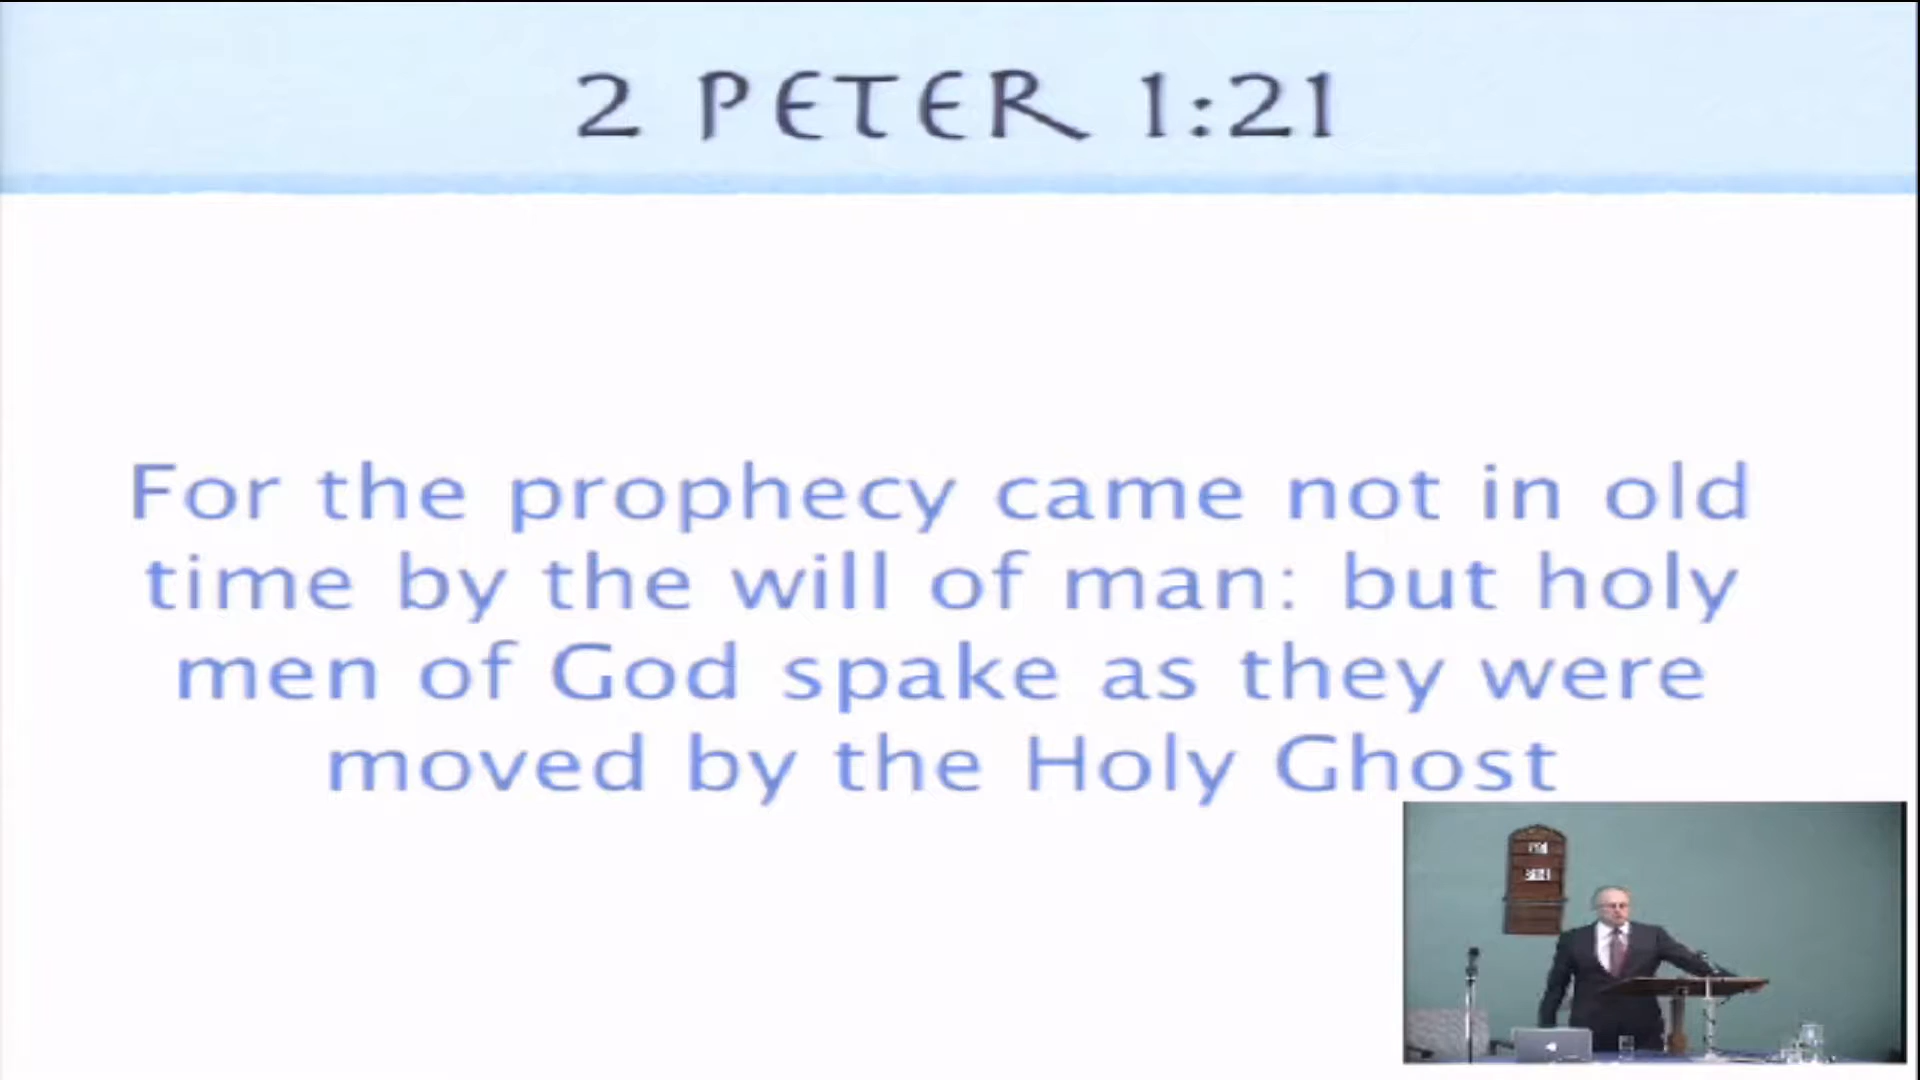 2 PETER 1:21
For the prophecy came not in old
time by the will of man: but holy
men of God spake as they were
moved by the Holy Ghost